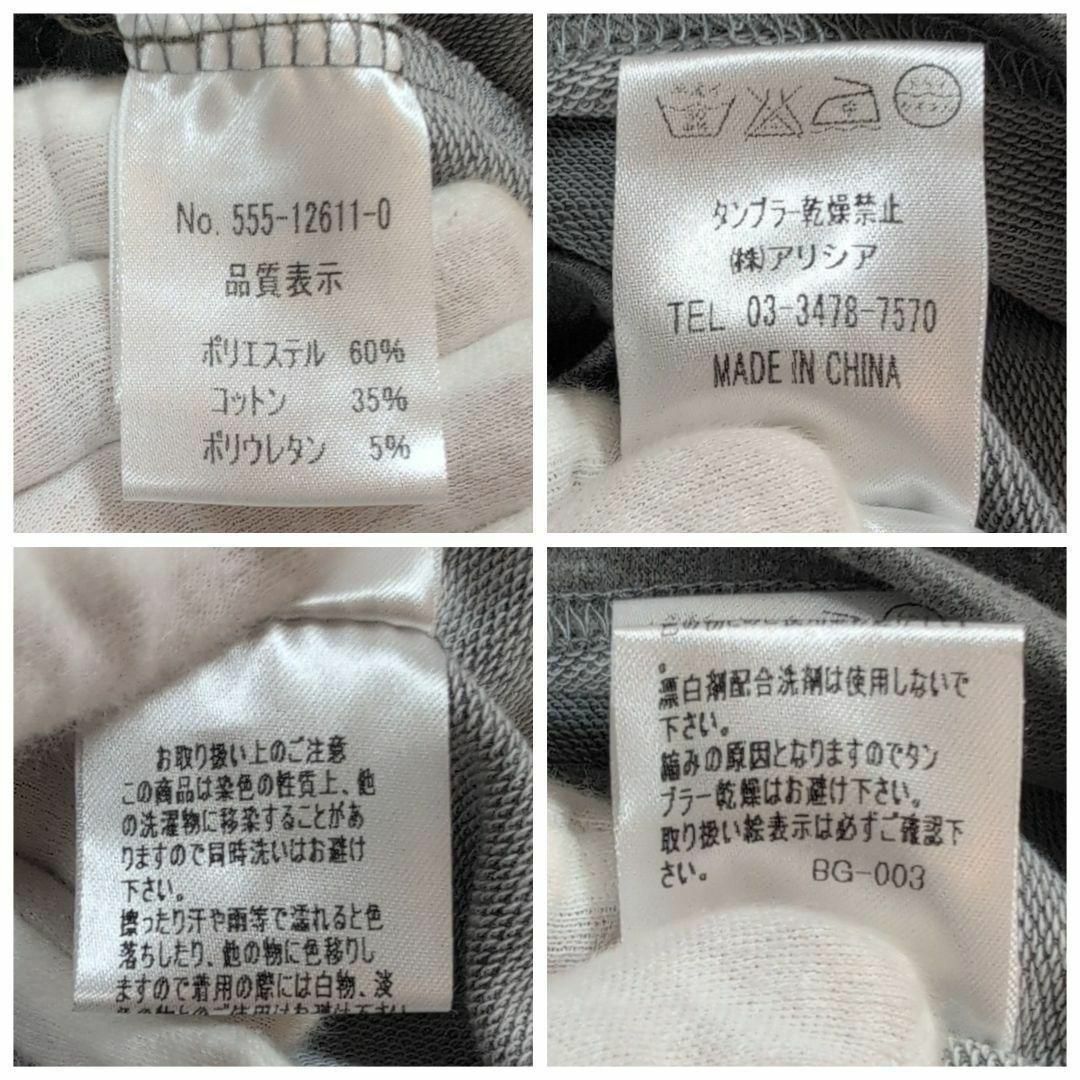 No. 555-12611-0
品質表示
ポリエステル 60%
コットン 35%
ポリウレタン 5%
中
タンブラー乾燥禁止
㈱アリシア
TEL 03-3478-7570
MADE IN CHINA
お取り扱い上のご注意
この商品は染色の性質上、他
の洗濯物に移染することがあ
りますので同時洗いはお避け
下さい。
擦ったり汗や雨等で濡れると色
落ちしたり、他の物に色移りし
ますので着用の際には白物、淡
。
漂白剤配合洗剤は使用しないで
下さい。
縮みの原因となりますのでタン
ブラー乾燥はお避け下さい。
取り扱い絵表示は必ずご確認下
さい。 BG-003